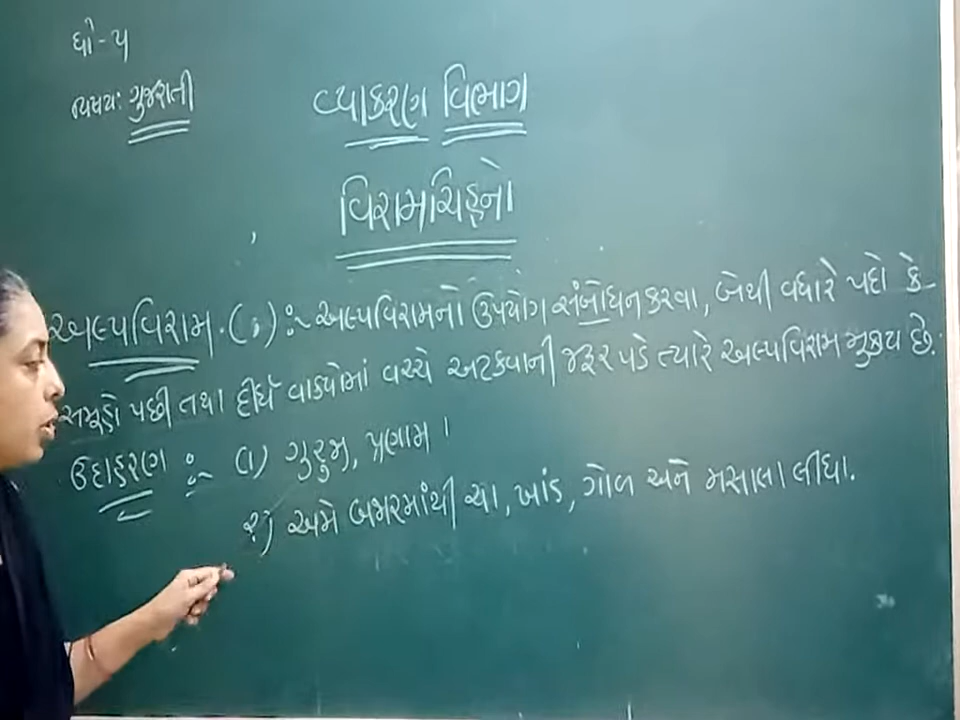 ધો-૫
વિષય: ગુજરાતી
વ્યાકરણ વિભાગ
વિરામચિહ્નો
અલ્પવિરામ.(,) :- અલ્પવિરામનો ઉપયોગ સંબોધન કરવા, બેથી વધારે પદો કે
સમૂહો પછી તથા દીર્ઘ વાક્યોમાં વચ્ચે અટકવાની જરૂર પડે ત્યારે અલ્પવિરામ મુકાય છે.
ઉદાહરણ :- (૧) ગુરુજી, પ્રણામ ।
૨) અમે બજારમાંથી ચા, ખાંડ, ગોળ અને મસાલા લીધા.